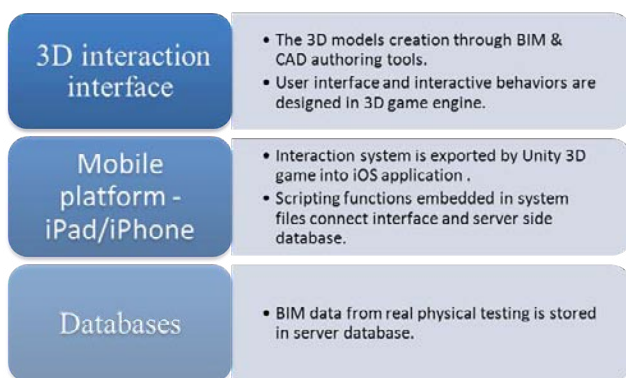 3D interaction
interface
• The 3D models creation through BIM &
CAD authoring tools.
• User interface and interactive behaviors are
designed in 3D game engine.
Mobile
platform -
iPad/iPhone
• Interaction system is exported by Unity 3D
game into iOS application .
• Scripting functions embedded in system
files connect interface and server side
database.
Databases
• BIM data from real physical testing is stored
in server database.